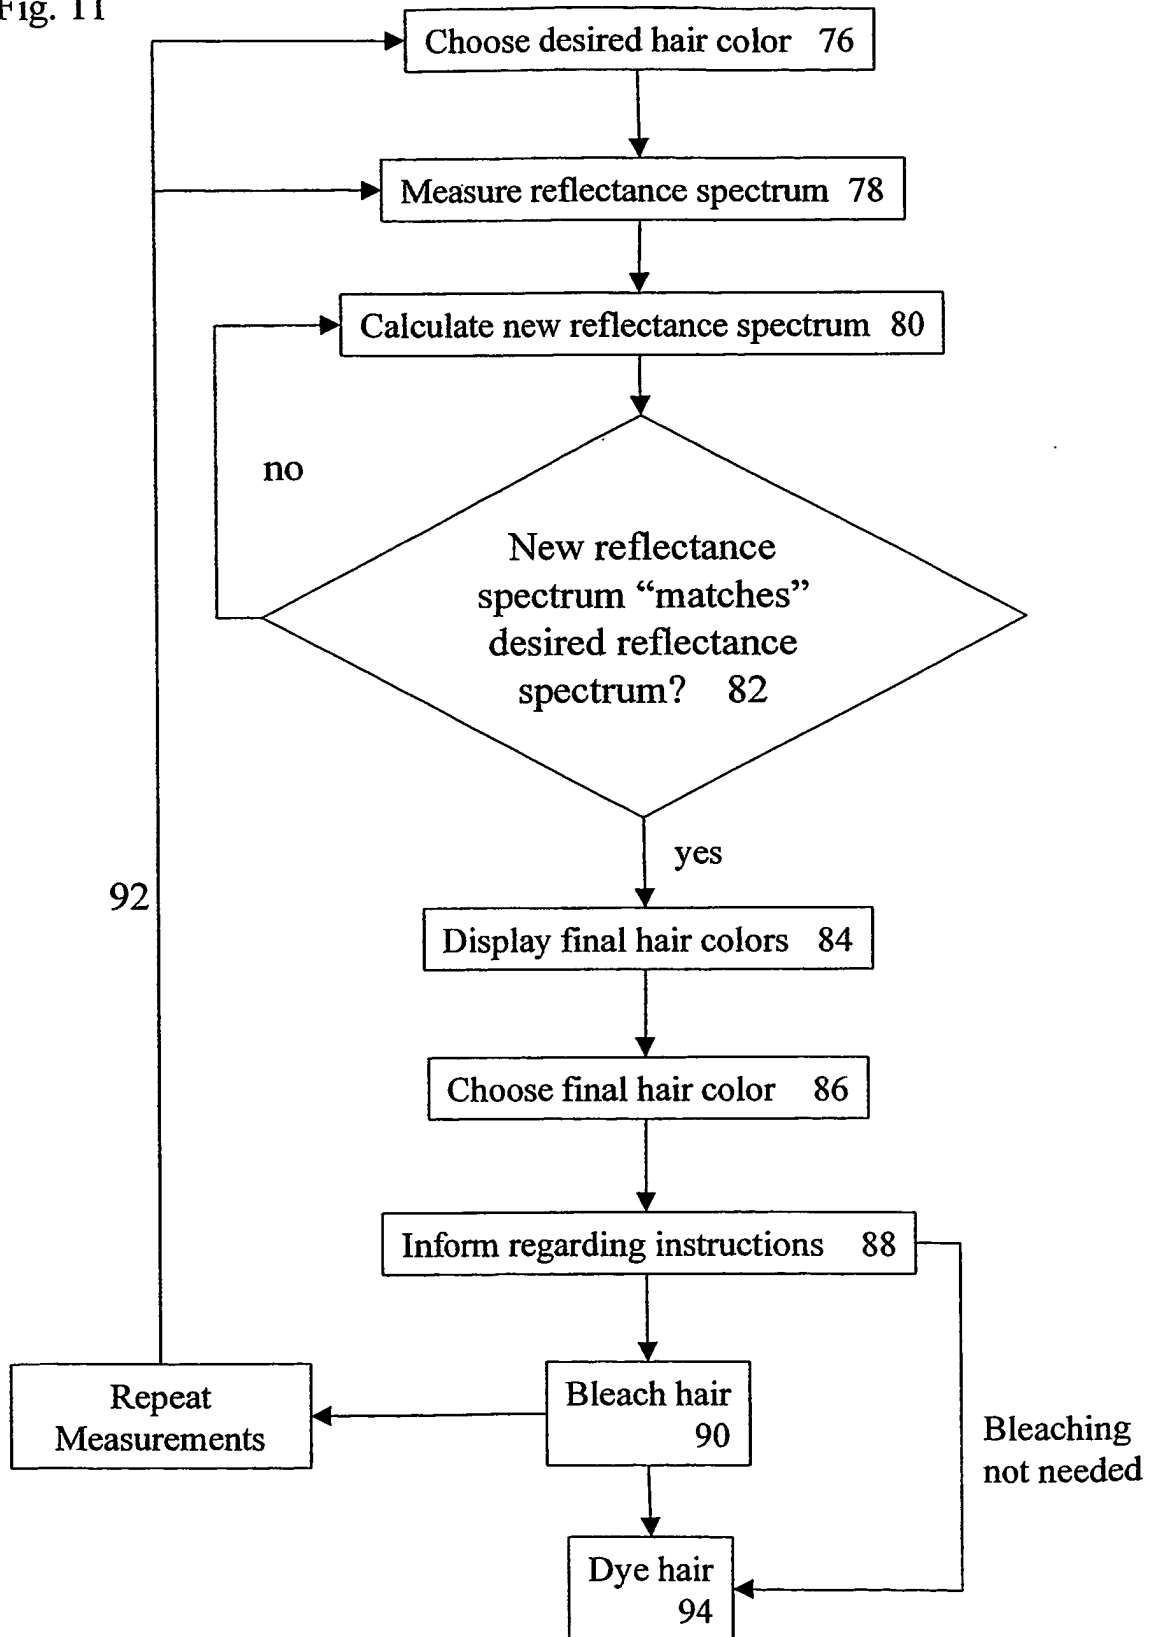 Fig. 11
Choose desired hair color 76
Measure reflectance spectrum 78
Calculate new reflectance spectrum 80
no
New reflectance
spectrum “matches”
desired reflectance
spectrum? 82
yes
92
Display final hair colors 84
Choose final hair color 86
Inform regarding instructions 88
Repeat
Measurements
Bleach hair
90
Bleaching
not needed
Dye hair
94